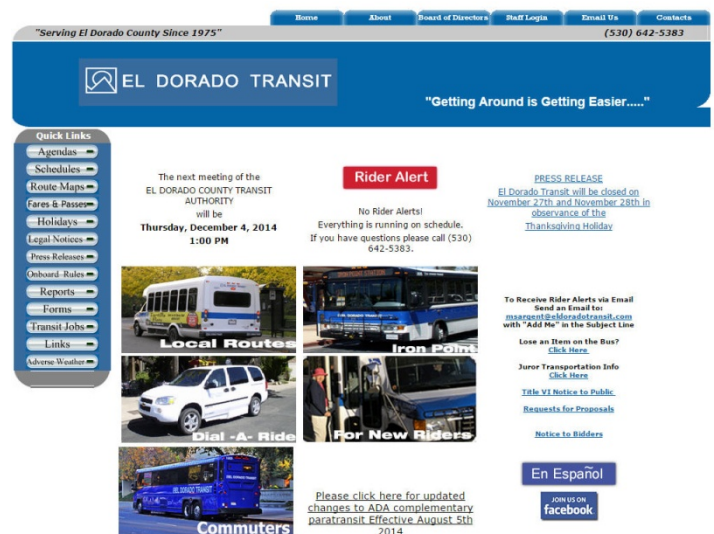 Home
About
Board of Directors
Staff Login
Email Us
Contacts
"Serving El Dorado County Since 1975"
(530) 642-5383
EL DORADO TRANSIT
"Getting Around is Getting Easier....."
Quick Links
Agendas
Schedules
Route Maps
Fares & Passes
Holidays
Legal Notices
Press Releases
Onboard Rules
Reports
Forms
Transit Jobs
Links
Adverse Weather
The next meeting of the
EL DORADO COUNTY TRANSIT
AUTHORITY
will be
Thursday, December 4, 2014
1:00 PM
Rider Alert
No Rider Alerts!
Everything is running on schedule.
If you have questions please call (530)
642-5383.
PRESS RELEASE
El Dorado Transit will be closed on
November 27th and November 28th in
observance of the
Thanksgiving Holiday
Local Routes
Iron Point
Dial -A- Ride
For New Riders
Commuters
EL DORADO TRANSIT
To Receive Rider Alerts via Email
Send an Email to:
msargent@eldoradotransit.com
with "Add Me" in the Subject Line
Lose an Item on the Bus?
Click Here
Juror Transportation Info
Click Here
Title VI Notice to Public
Requests for Proposals
Notice to Bidders
En Español
JOIN US ON
facebook
Please click here for updated
changes to ADA complementary
paratransit Effective August 5th
2014